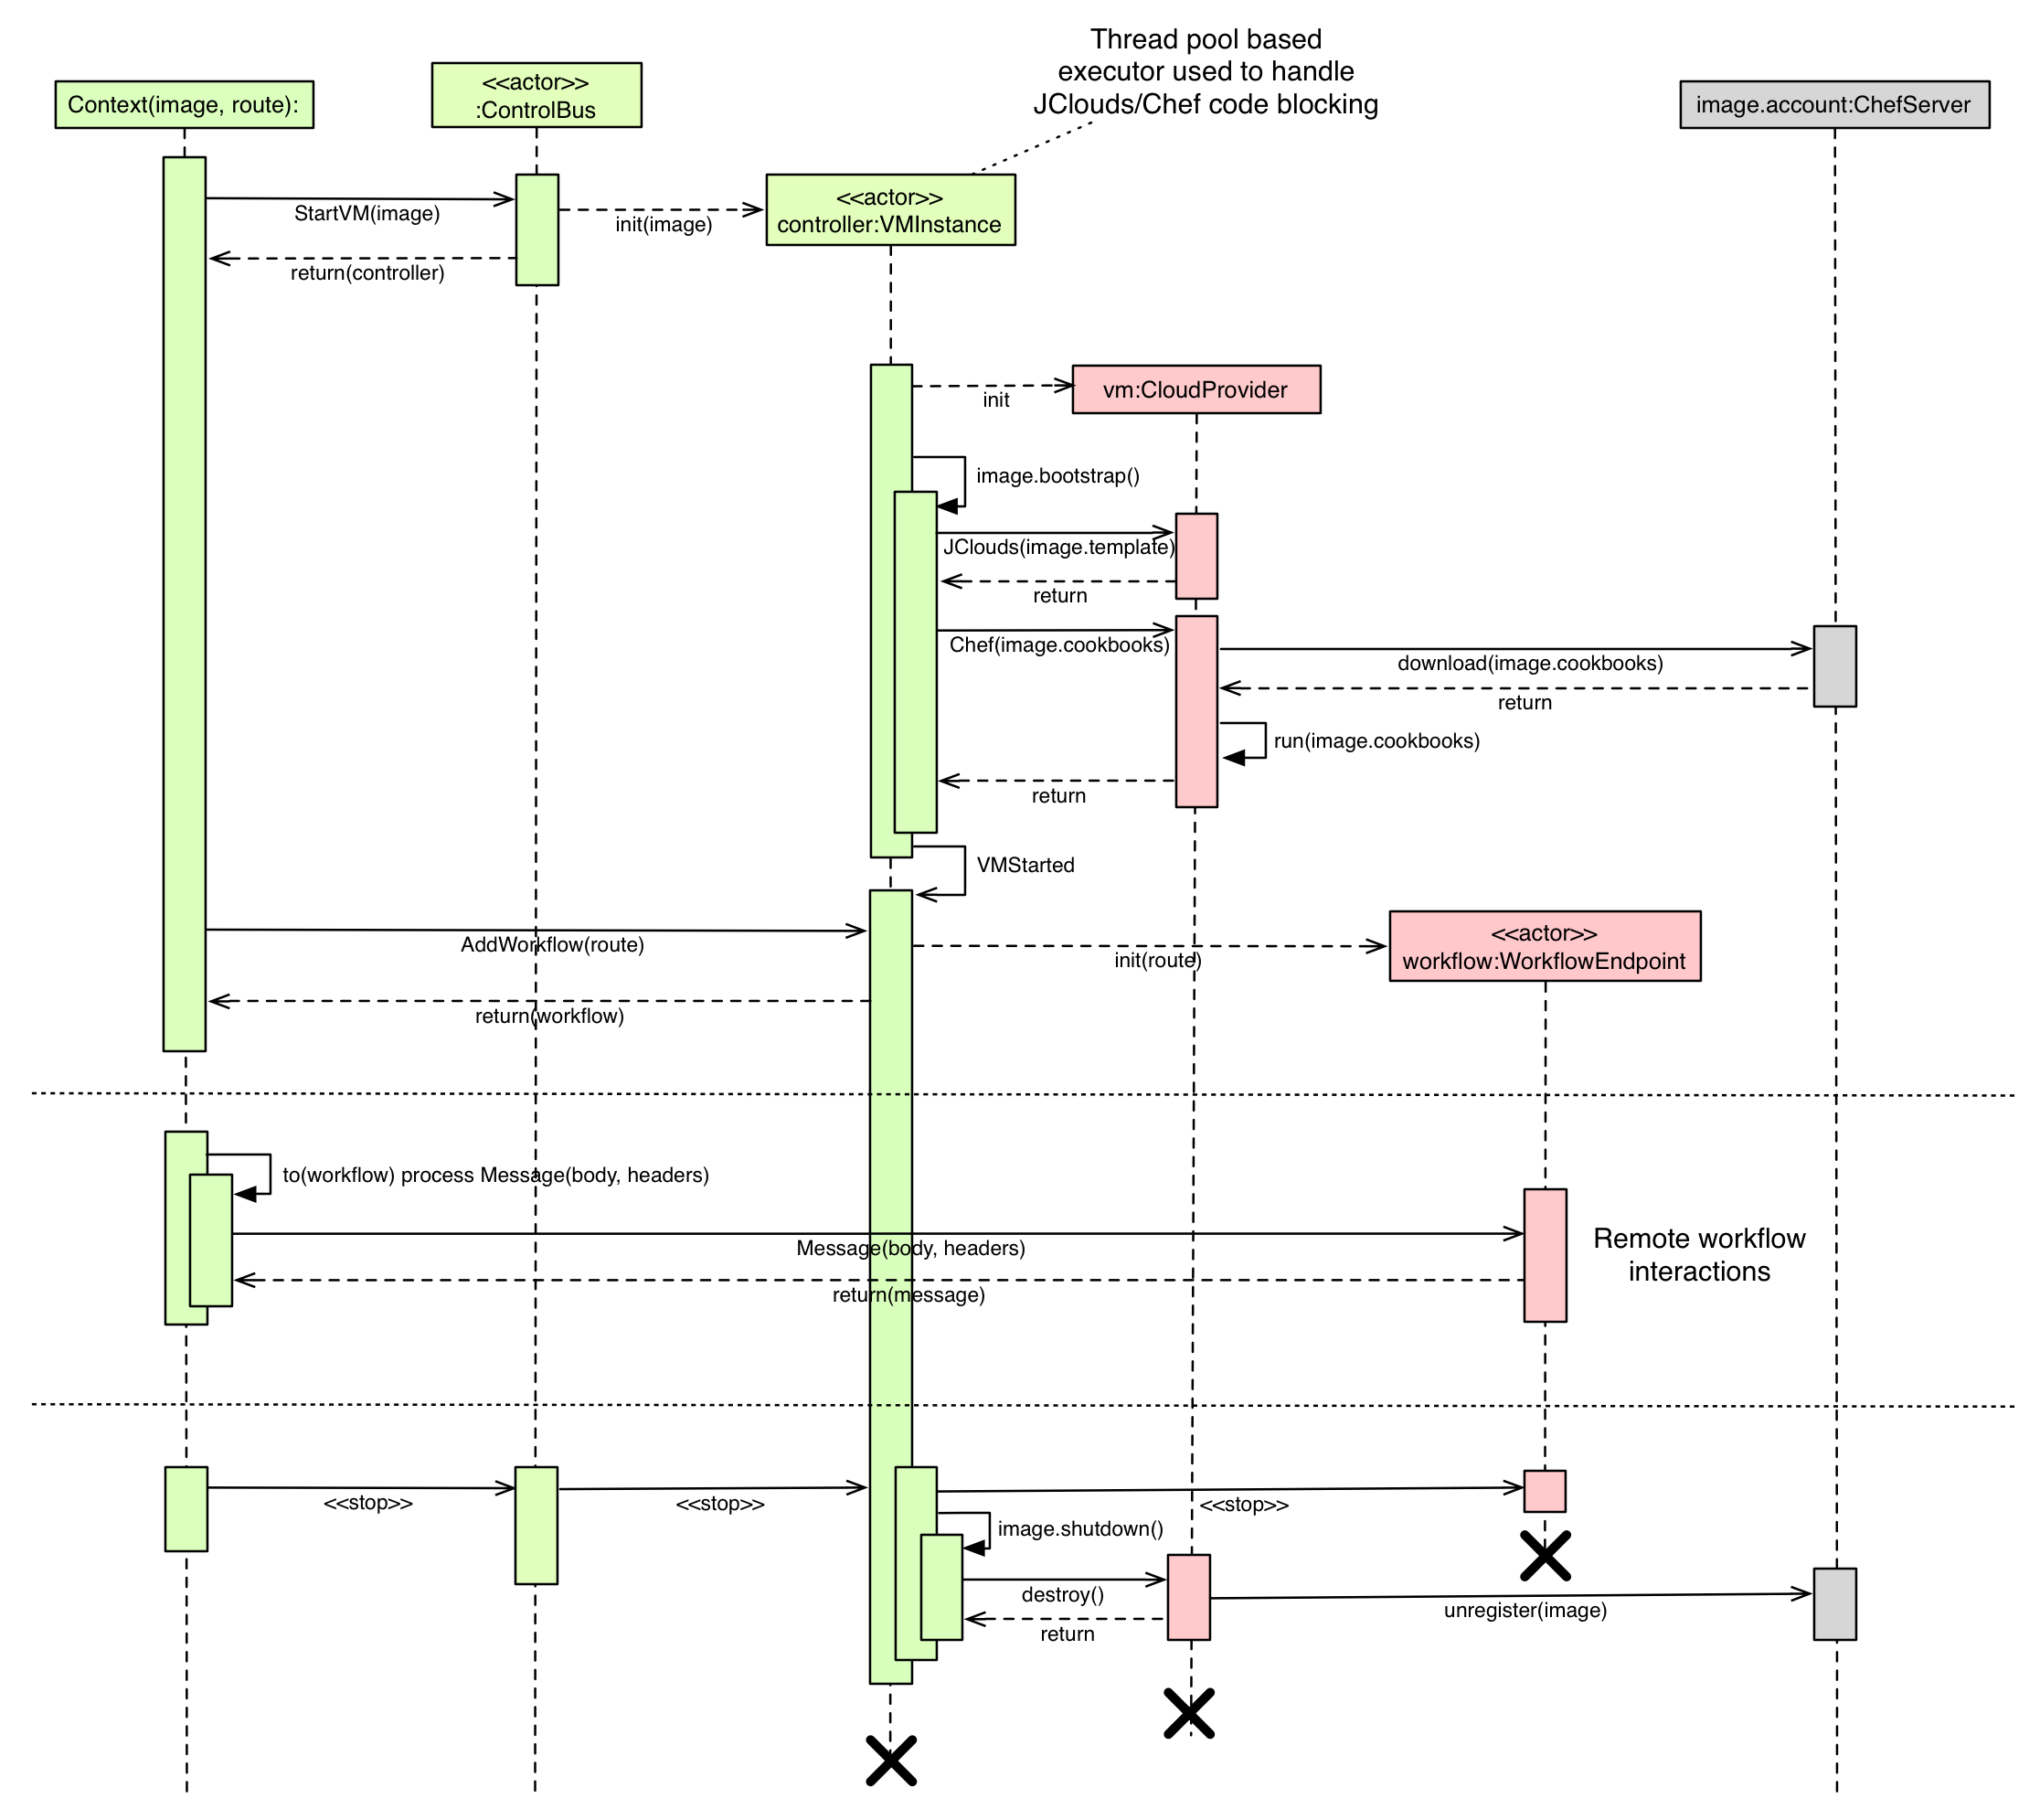 Thread pool based
executor used to handle
JClouds/Chef code blocking
Context(image, route):
<<actor>>
:ControlBus
image.account:ChefServer
<<actor>>
controller:VMInstance
StartVM(image)
init(image)
return(controller)
vm:CloudProvider
init
image.bootstrap()
JClouds(image.template)
return
Chef(image.cookbooks)
download(image.cookbooks)
return
run(image.cookbooks)
return
VMStarted
<<actor>>
workflow:WorkflowEndpoint
AddWorkflow(route)
init(route)
return(workflow)
to(workflow) process Message(body, headers)
Message(body, headers)
Remote workflow
interactions
return(message)
<<stop>>
<<stop>>
<<stop>>
image.shutdown()
destroy()
unregister(image)
return